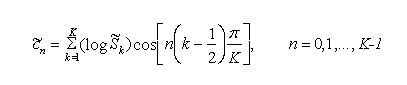 c̃ₙ = Σ_{k=1}^{K} (log S̃ₖ) cos[n(k − 1/2) π/K], n = 0,1,..., K-1